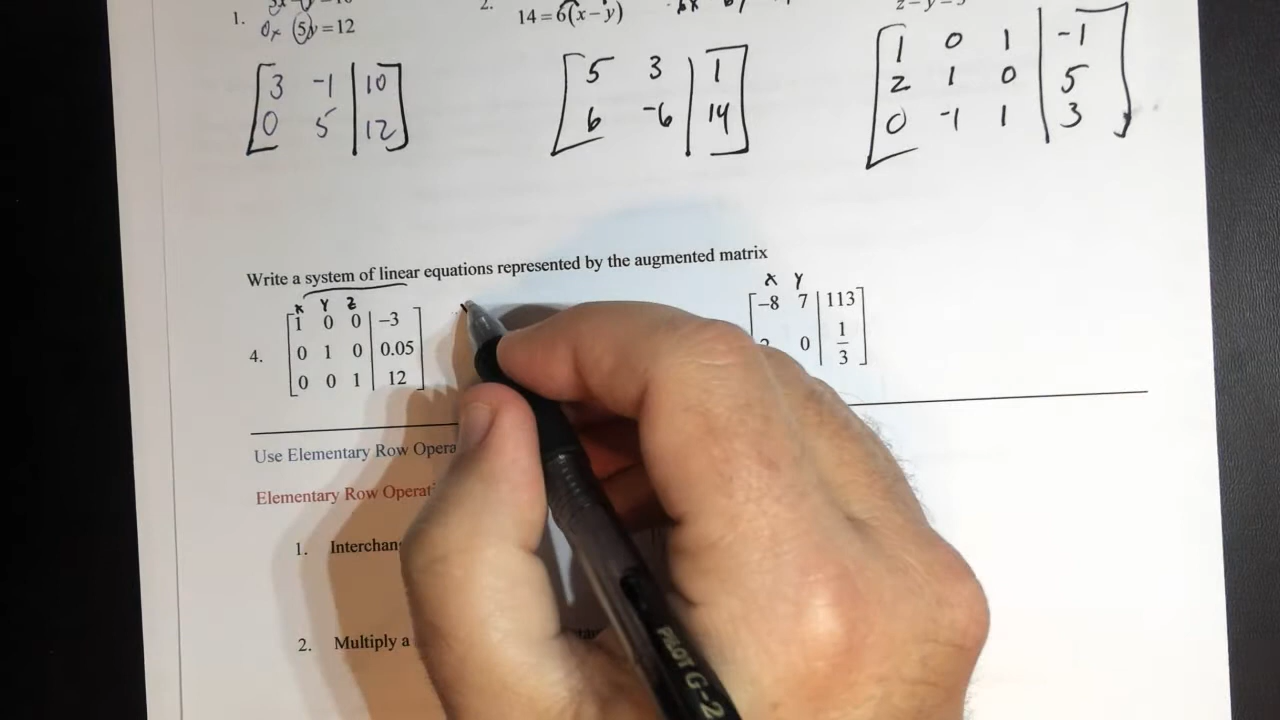 1.
0x (5)y=12
2.
14=6(x−y)
3 -1 | 10
0 5 | 12
5 3 | 1
6 -6 | 14
1 0 1 | -1
2 1 0 | 5
0 -1 1 | 3
Write a system of linear equations represented by the augmented matrix
X Y Z
4.
1 0 0 | −3
0 1 0 | 0.05
0 0 1 | 12
X Y
−8 7 | 113
0 | 1/3
Use Elementary Row Opera
Elementary Row Operat
1. Interchan
2. Multiply a
PILOT G-2